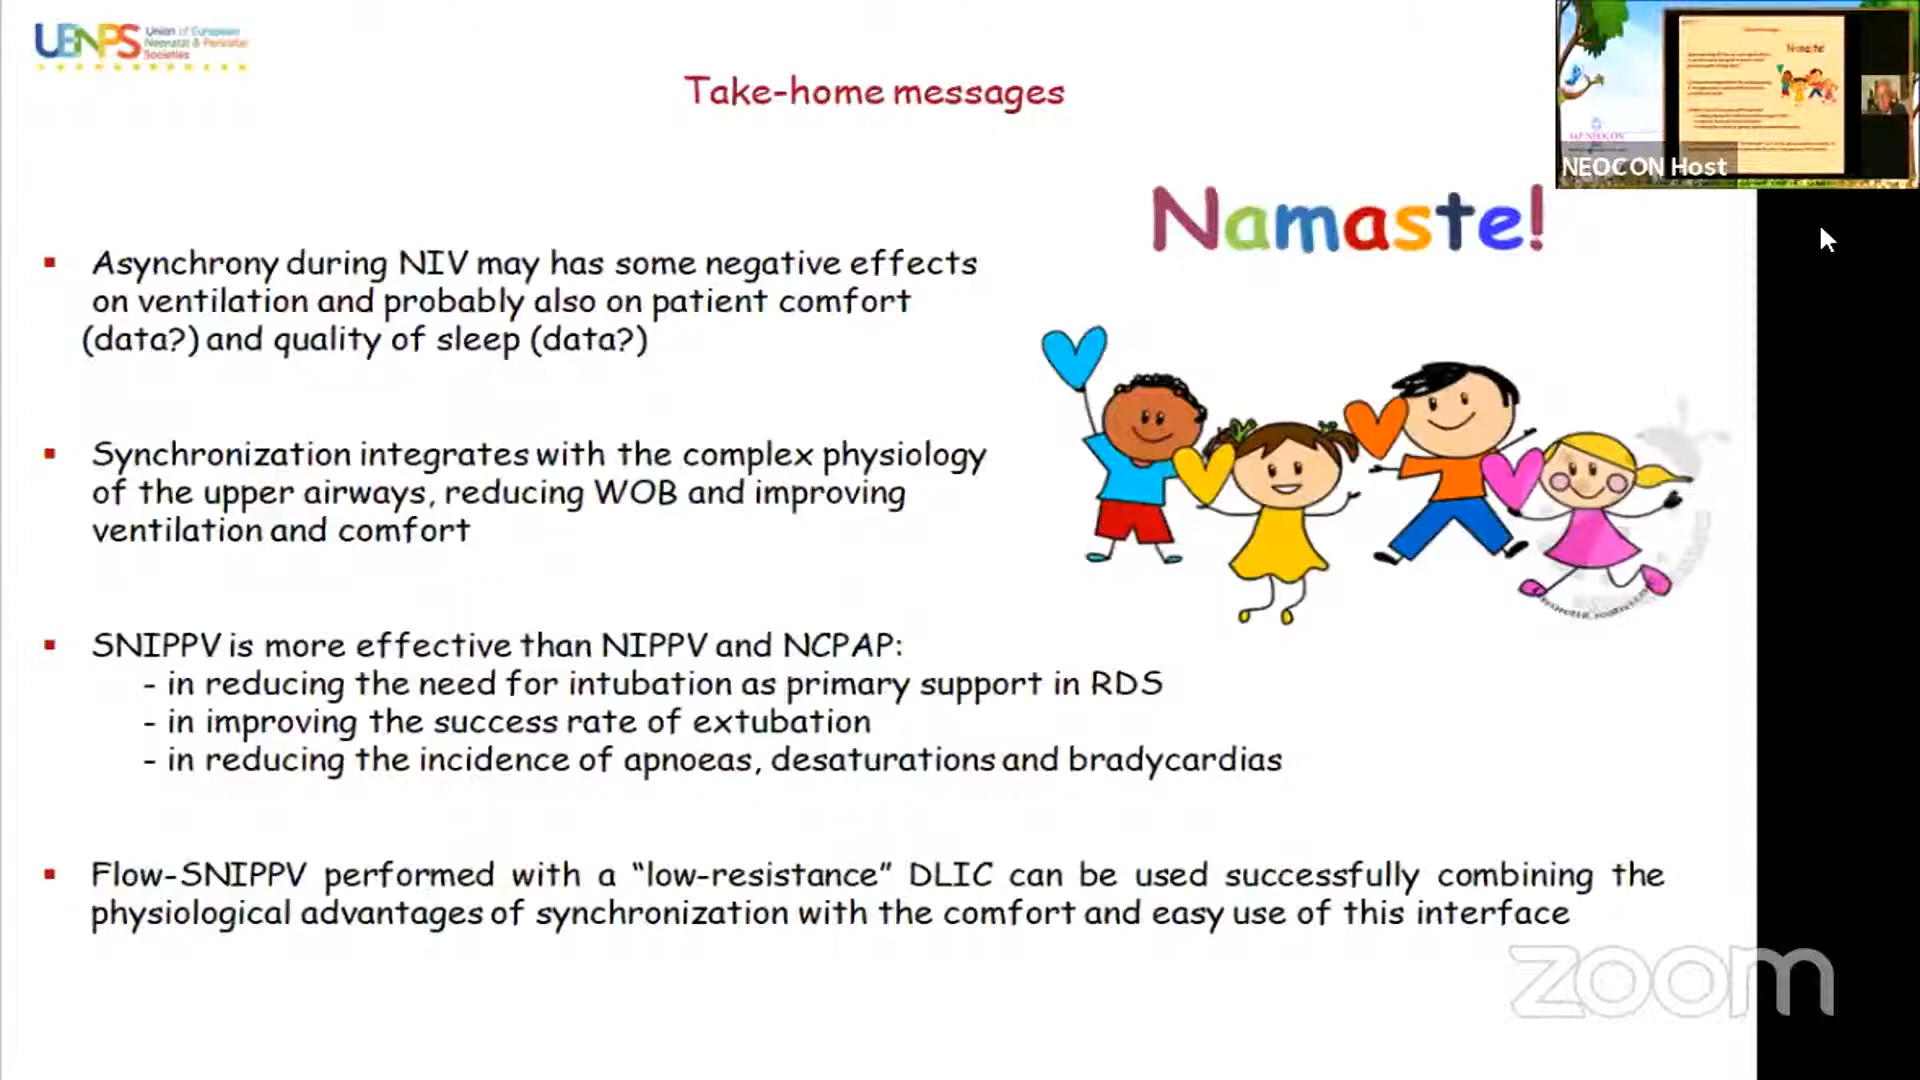 UENPS
Union of European
Neonatal & Perinatal
Societies
Take-home messages
NEOCON Host
Namaste!
Namaste!
▪ Asynchrony during NIV may has some negative effects
on ventilation and probably also on patient comfort
(data?) and quality of sleep (data?)
▪ Synchronization integrates with the complex physiology
of the upper airways, reducing WOB and improving
ventilation and comfort
▪ SNIPPV is more effective than NIPPV and NCPAP:
- in reducing the need for intubation as primary support in RDS
- in improving the success rate of extubation
- in reducing the incidence of apnoeas, desaturations and bradycardias
▪ Flow-SNIPPV performed with a “low-resistance” DLIC can be used successfully combining the
physiological advantages of synchronization with the comfort and easy use of this interface
zoom